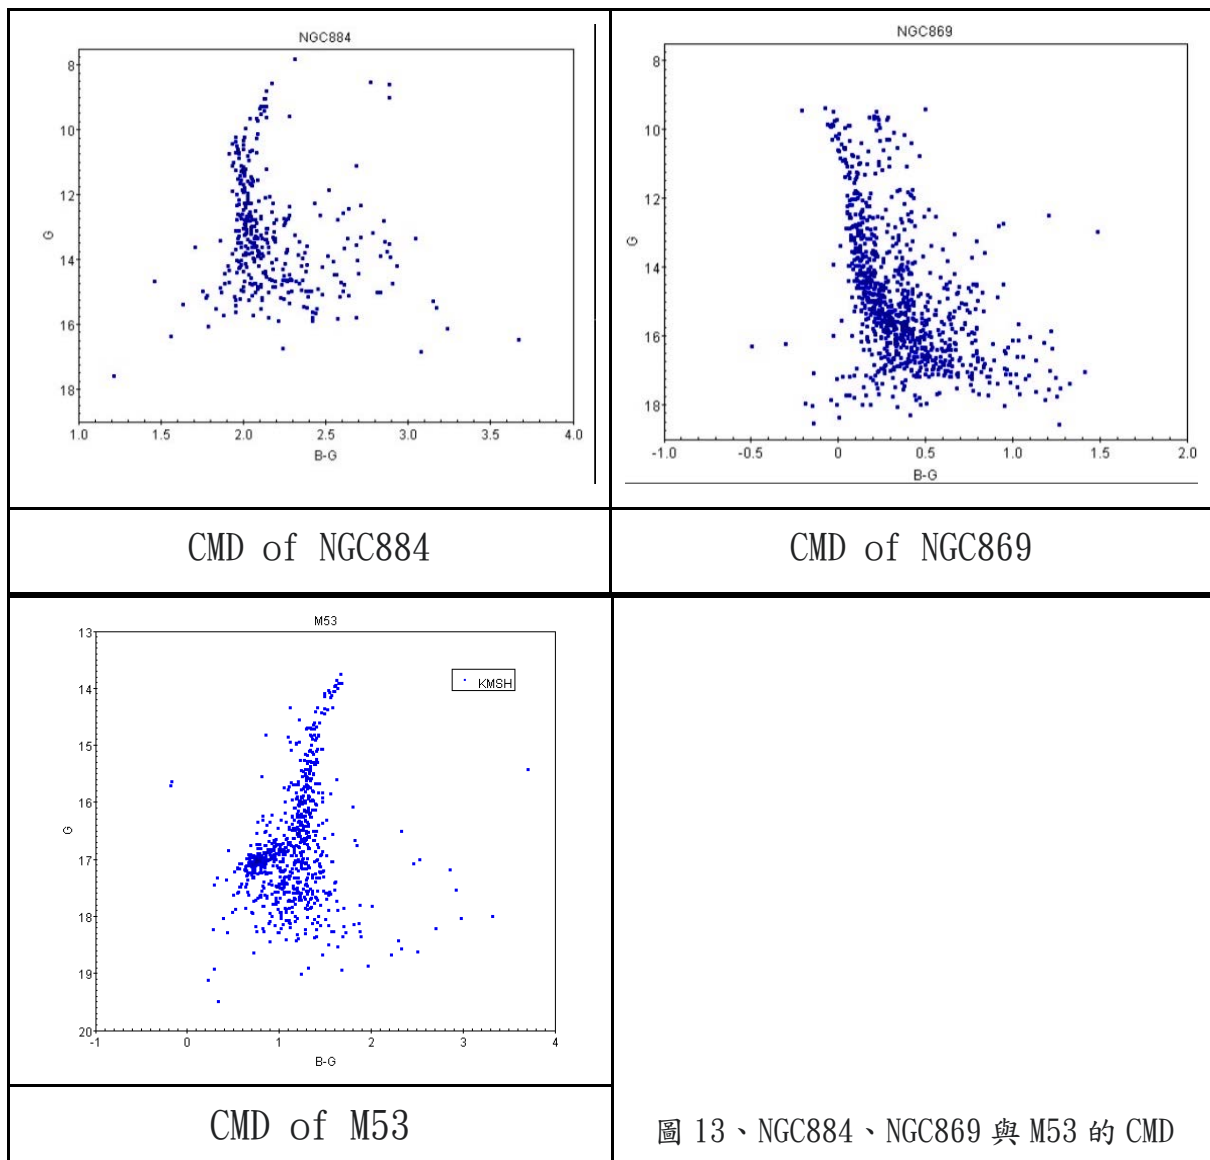 NGC884
8
10
12
14
16
18
G
1.0 1.5 2.0 2.5 3.0 3.5 4.0
B-G
NGC869
8
10
12
14
16
18
G
-1.0 -0.5 0 0.5 1.0 1.5 2.0
B-G
CMD of NGC884
CMD of NGC869
M53
KMSH
13
14
15
16
17
18
19
20
G
-1 0 1 2 3 4
B-G
CMD of M53
圖 13、NGC884、NGC869 與 M53 的 CMD